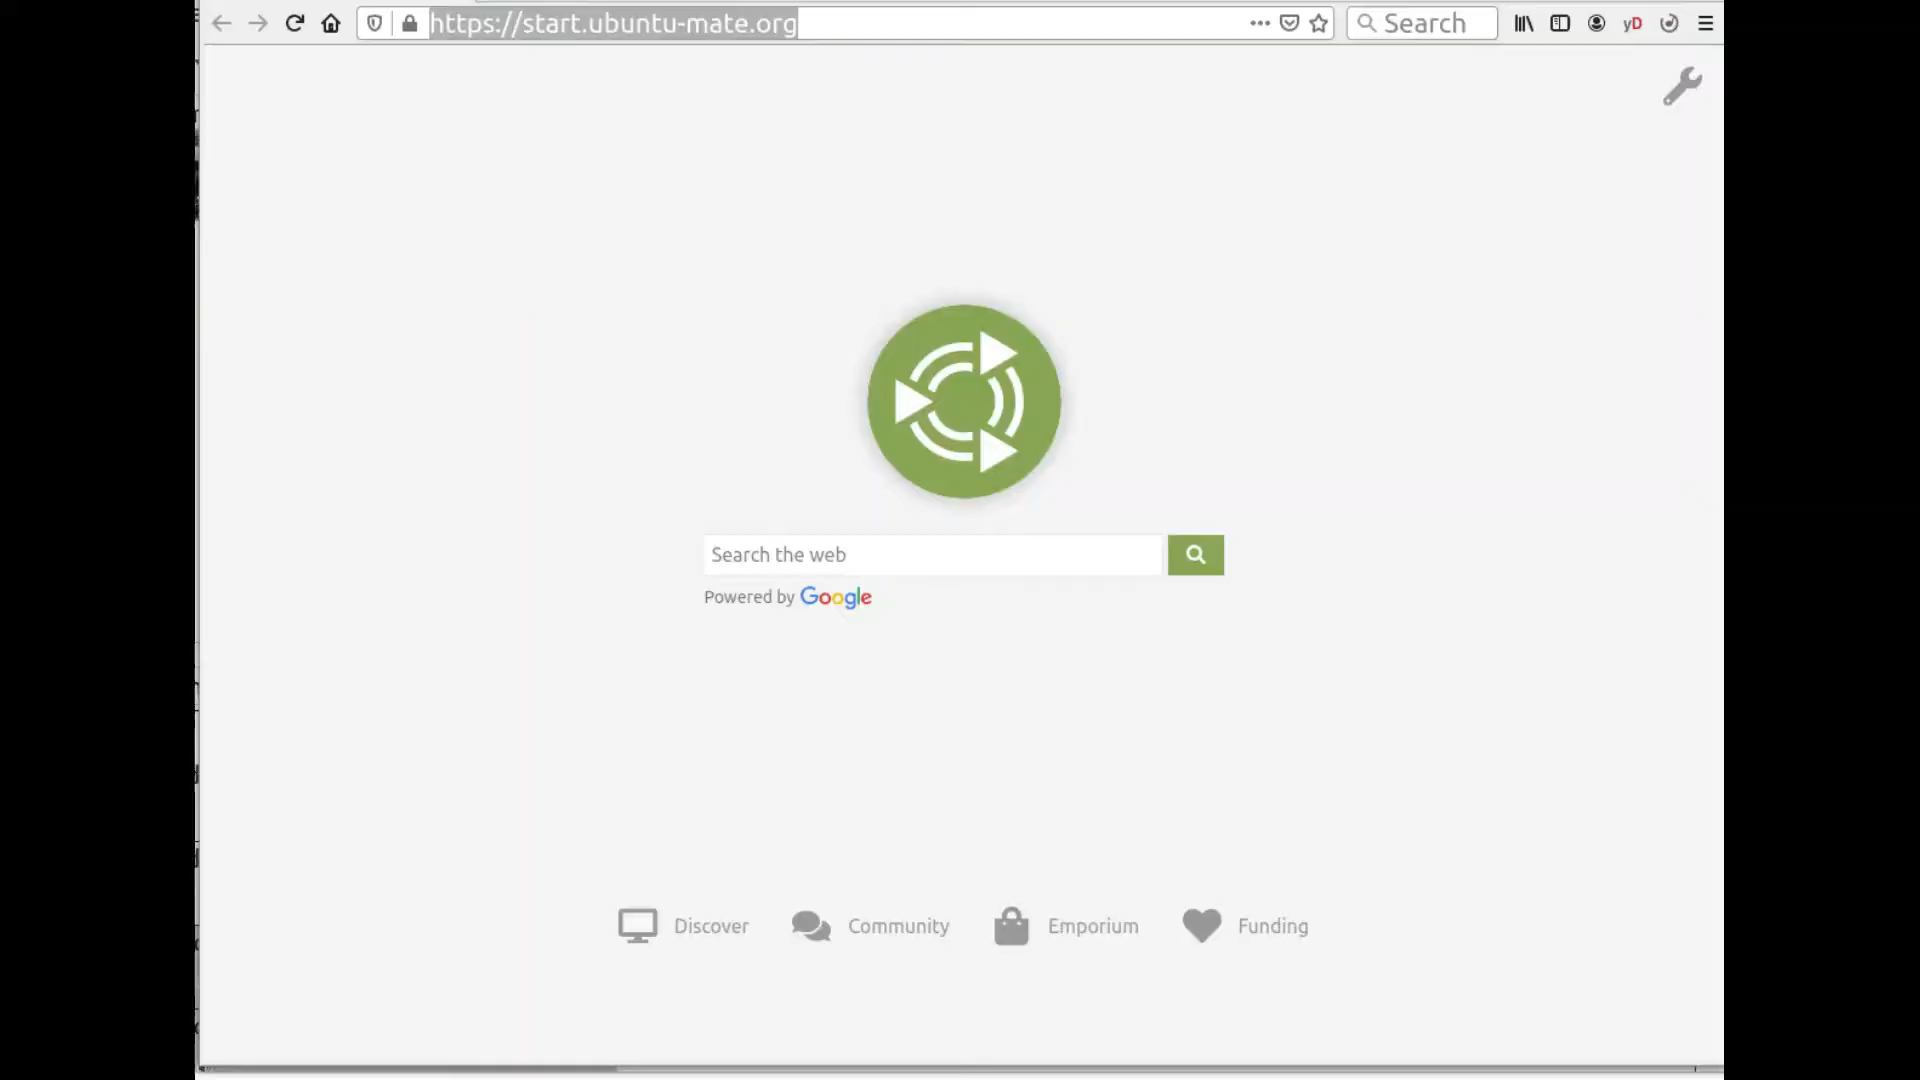 https://start.ubuntu-mate.org
Search
yD
Search the web
Powered by Google
Discover
Community
Emporium
Funding